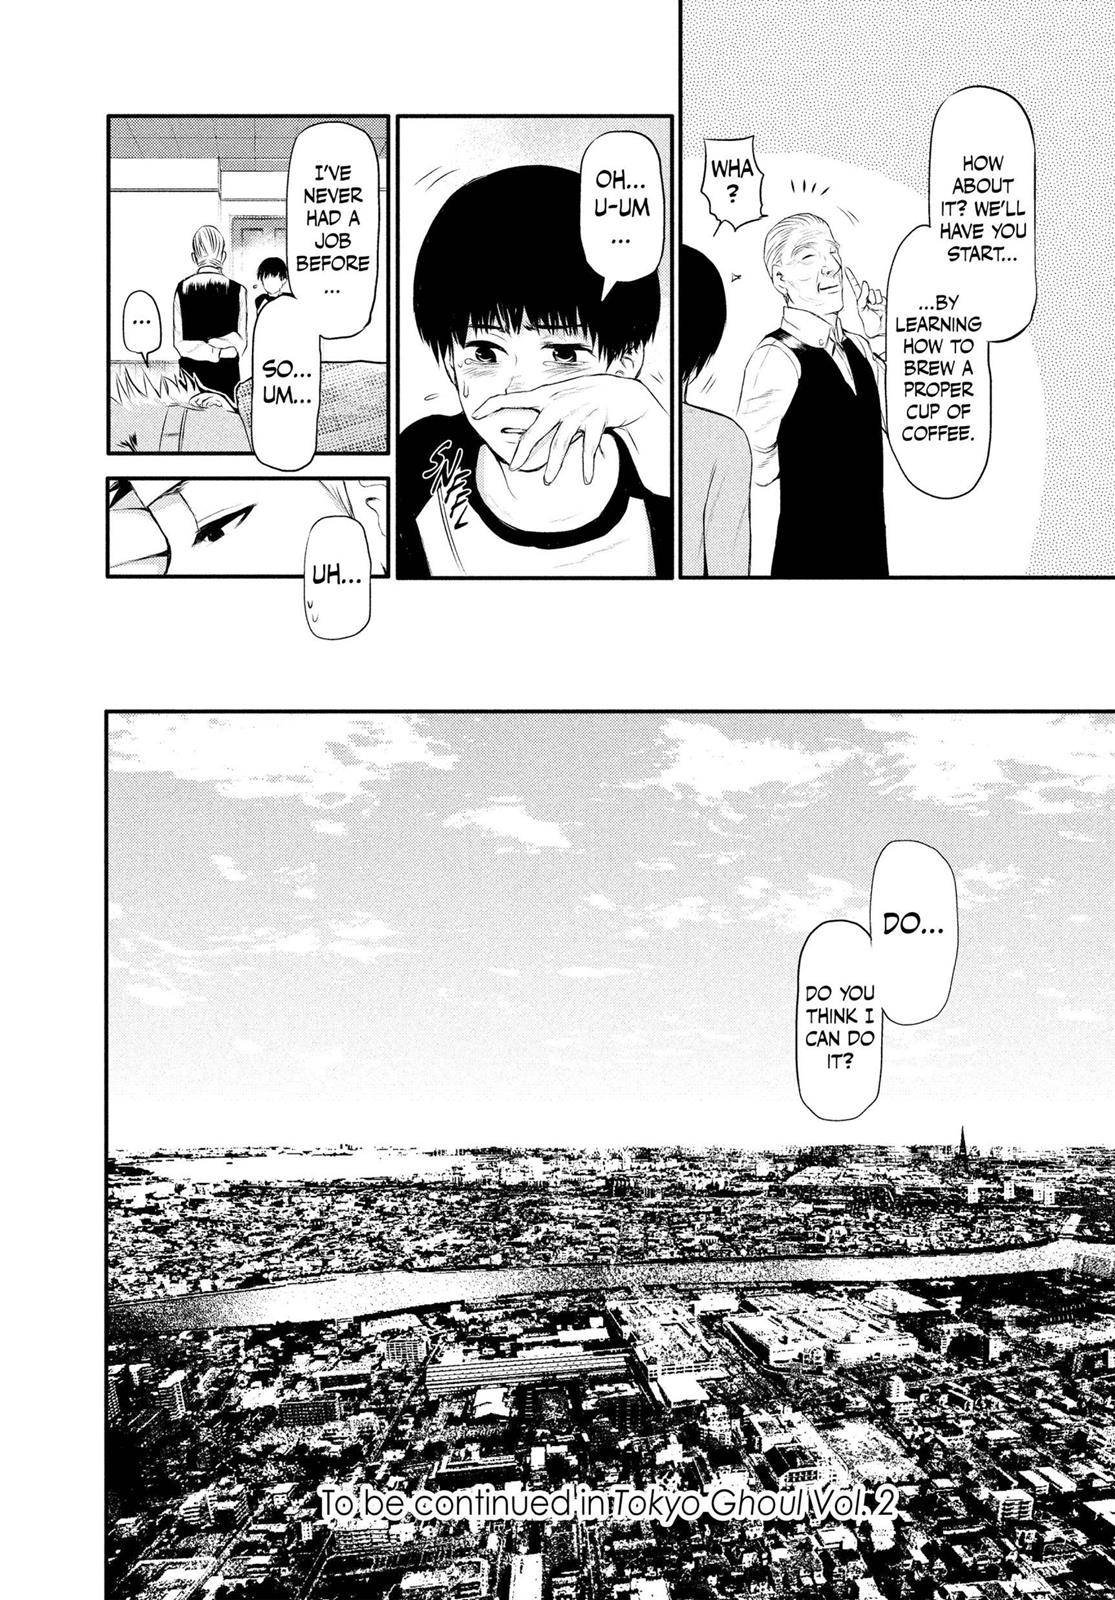 HOW
ABOUT
IT? WE'LL
HAVE YOU
START...
...BY
LEARNING
HOW TO
BREW A
PROPER
CUP OF
COFFEE.
WHA
?
OH...
U-UM
...
SNEEZ
I'VE
NEVER
HAD A
JOB
BEFORE
...
SO...
UM...
...
UH...
DO...
DO YOU
THINK I
CAN DO
IT?
To be continued in Tokyo Ghoul Vol. 2